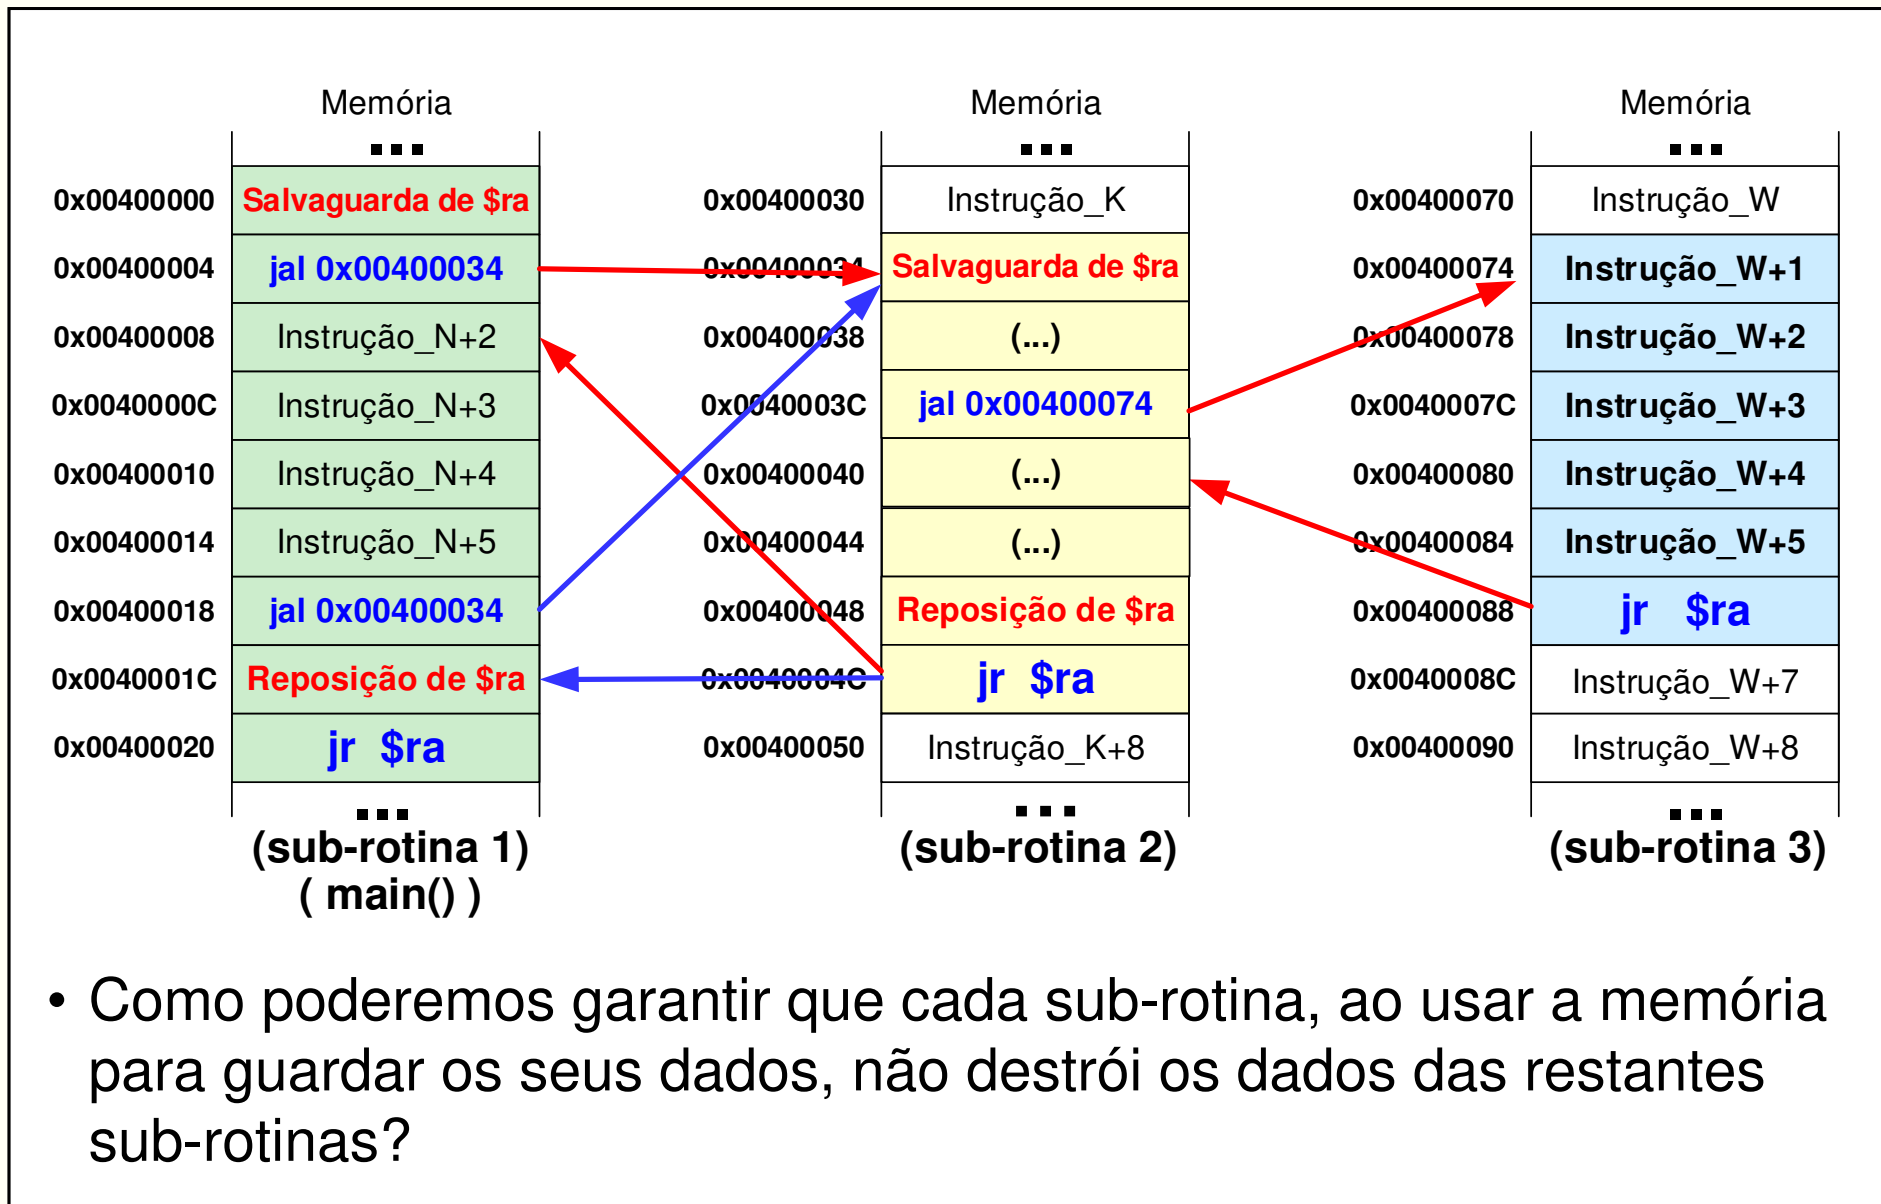 Memória
...
0x00400000 Salvaguarda de $ra
0x00400004 jal 0x00400034
0x00400008 Instrução_N+2
0x0040000C Instrução_N+3
0x00400010 Instrução_N+4
0x00400014 Instrução_N+5
0x00400018 jal 0x00400034
0x0040001C Reposição de $ra
0x00400020 jr $ra
...
(sub-rotina 1)
( main() )
Memória
...
0x00400030 Instrução_K
0x00400034 Salvaguarda de $ra
0x00400038 (...)
0x0040003C jal 0x00400074
0x00400040 (...)
0x00400044 (...)
0x00400048 Reposição de $ra
0x0040004C jr $ra
0x00400050 Instrução_K+8
...
(sub-rotina 2)
Memória
...
0x00400070 Instrução_W
0x00400074 Instrução_W+1
0x00400078 Instrução_W+2
0x0040007C Instrução_W+3
0x00400080 Instrução_W+4
0x00400084 Instrução_W+5
0x00400088 jr $ra
0x0040008C Instrução_W+7
0x00400090 Instrução_W+8
...
(sub-rotina 3)
• Como poderemos garantir que cada sub-rotina, ao usar a memória
para guardar os seus dados, não destrói os dados das restantes
sub-rotinas?